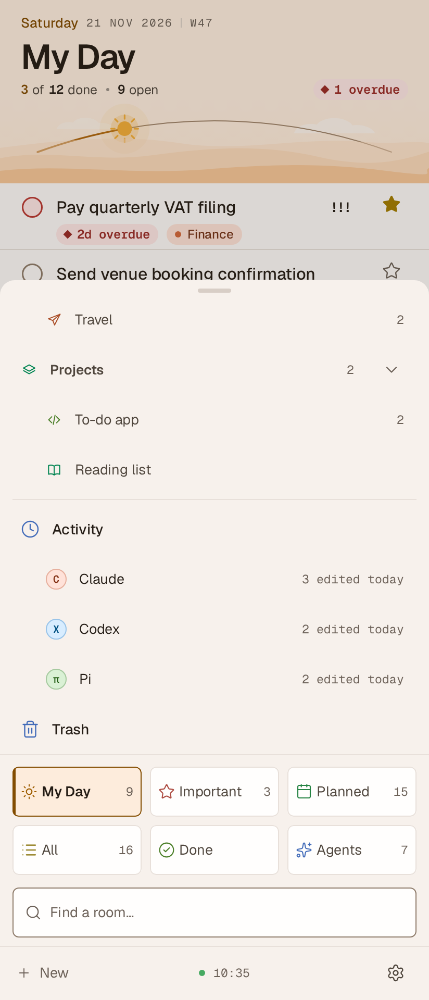 Saturday 21 NOV 2026 | W47
My Day
3 of 12 done • 9 open
◆ 1 overdue
Pay quarterly VAT filing !!!
◆ 2d overdue
Finance
Send venue booking confirmation
Travel 2
Projects 2
To-do app 2
Reading list
Activity
C Claude 3 edited today
X Codex 2 edited today
π Pi 2 edited today
Trash
My Day 9
Important 3
Planned 15
All 16
Done
Agents 7
Find a room…
+ New
10:35